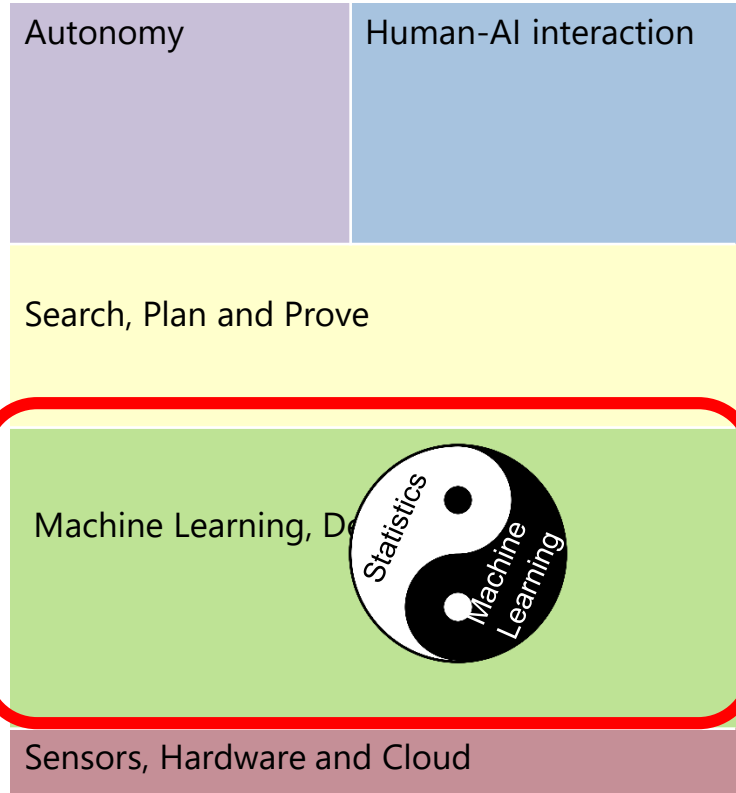 Autonomy
Human-AI interaction
Search, Plan and Prove
Machine Learning, De
Statistics
Machine
Learning
Sensors, Hardware and Cloud